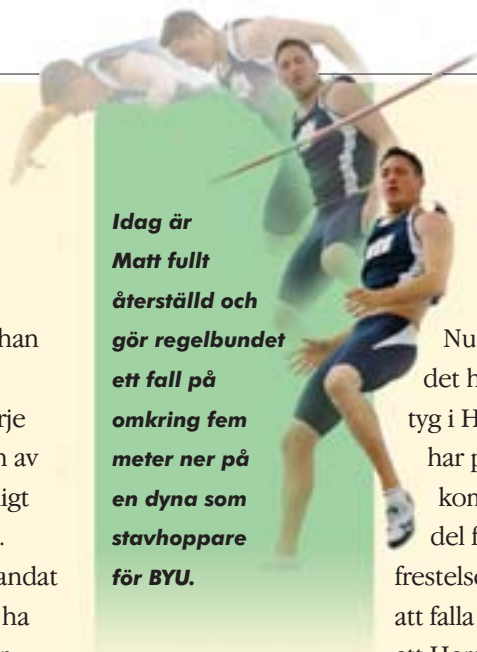 han
rje
n av
igt
andat
ha
Idag är
Matt fullt
återställd och
gör regelbundet
ett fall på
omkring fem
meter ner på
en dyna som
stavhoppare
för BYU.
Nu
det h
tyg i H
har p
kon
del f
frestelse
att falla